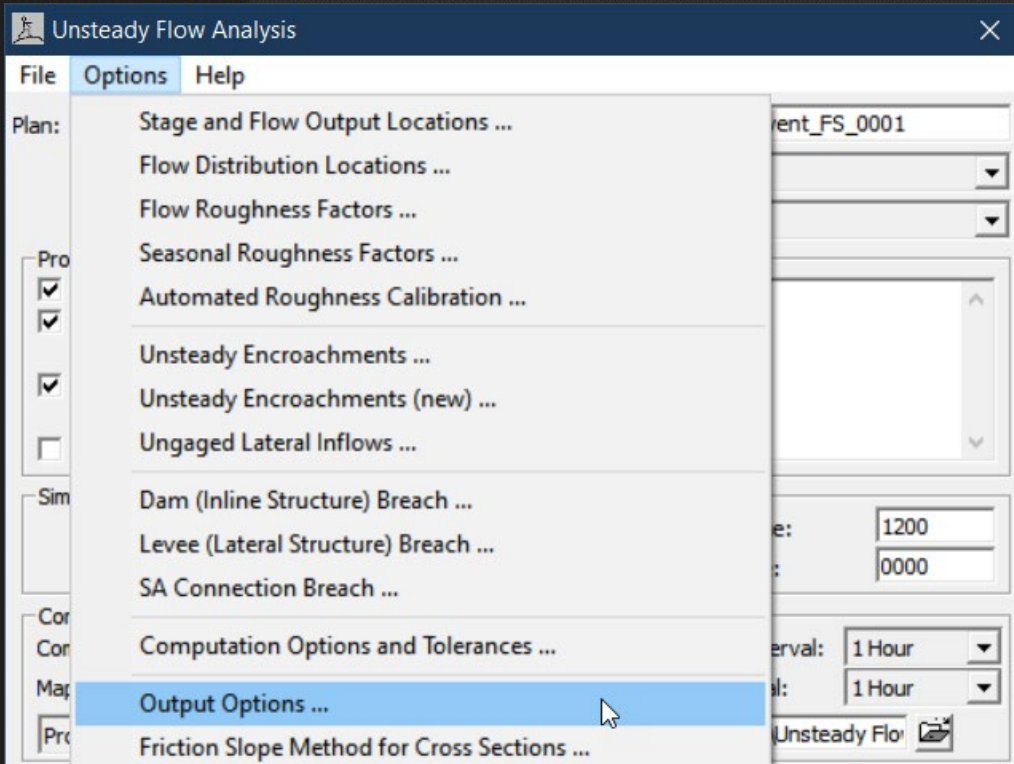 Unsteady Flow Analysis
File Options Help
Plan:
Stage and Flow Output Locations ...
vent_FS_0001
Flow Distribution Locations ...
Flow Roughness Factors ...
Seasonal Roughness Factors ...
Pro
Automated Roughness Calibration ...
Unsteady Encroachments ...
Unsteady Encroachments (new) ...
Ungaged Lateral Inflows ...
Sim
Dam (Inline Structure) Breach ...
e: 1200
Levee (Lateral Structure) Breach ...
: 0000
SA Connection Breach ...
Cor
Computation Options and Tolerances ...
Con
erval: 1 Hour
Map
al: 1 Hour
Output Options ...
Pro
\Unsteady Flo
Friction Slope Method for Cross Sections ...